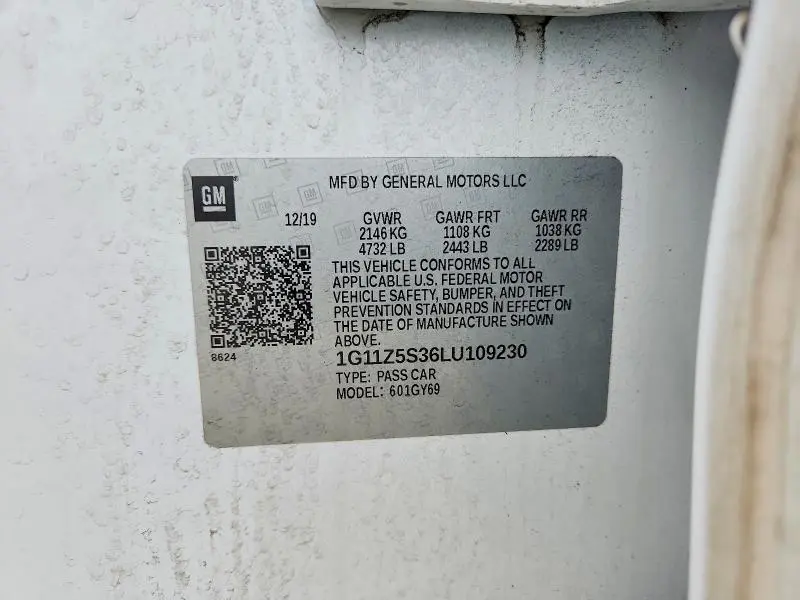 GM
MFD BY GENERAL MOTORS LLC
12/19 GVWR GAWR FRT GAWR RR
2146 KG 1108 KG 1038 KG
4732 LB 2443 LB 2289 LB
THIS VEHICLE CONFORMS TO ALL
APPLICABLE U.S. FEDERAL MOTOR
VEHICLE SAFETY, BUMPER, AND THEFT
PREVENTION STANDARDS IN EFFECT ON
THE DATE OF MANUFACTURE SHOWN
ABOVE.
8624
1G11Z5S36LU109230
TYPE: PASS CAR
MODEL: 601GY69